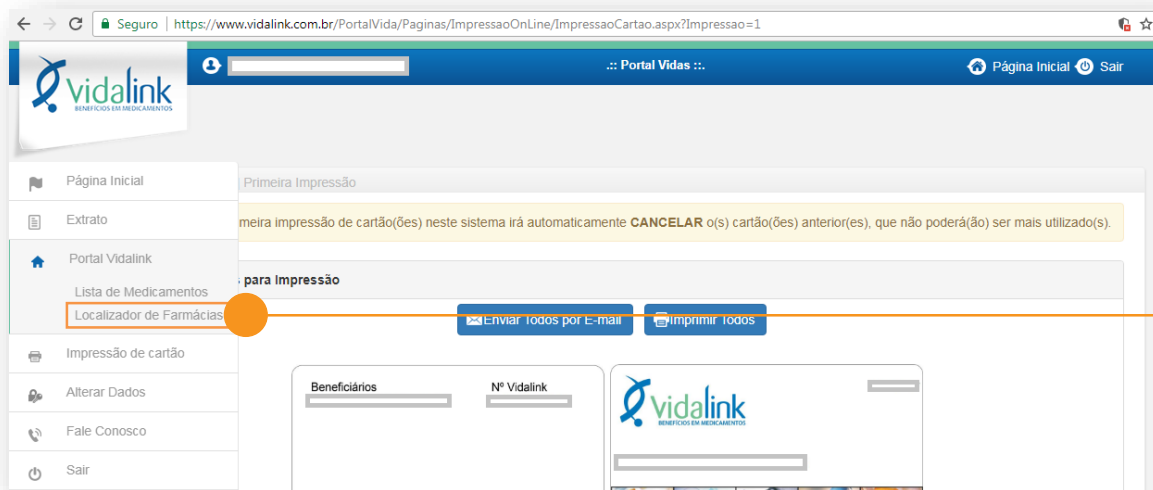 Seguro | https://www.vidalink.com.br/PortalVida/Paginas/ImpressaoOnLine/ImpressaoCartao.aspx?Impressao=1
vidalink
BENEFÍCIOS EM MEDICAMENTOS
.:: Portal Vidas ::.
Página Inicial
Sair
Página Inicial
Extrato
Portal Vidalink
Lista de Medicamentos
Localizador de Farmácias
Impressão de cartão
Alterar Dados
Fale Conosco
Sair
Primeira Impressão
meira impressão de cartão(ões) neste sistema irá automaticamente CANCELAR o(s) cartão(ões) anterior(es), que não poderá(ão) ser mais utilizado(s).
para Impressão
Enviar Todos por E-mail
Imprimir Todos
Beneficiários
Nº Vidalink
vidalink
BENEFÍCIOS EM MEDICAMENTOS